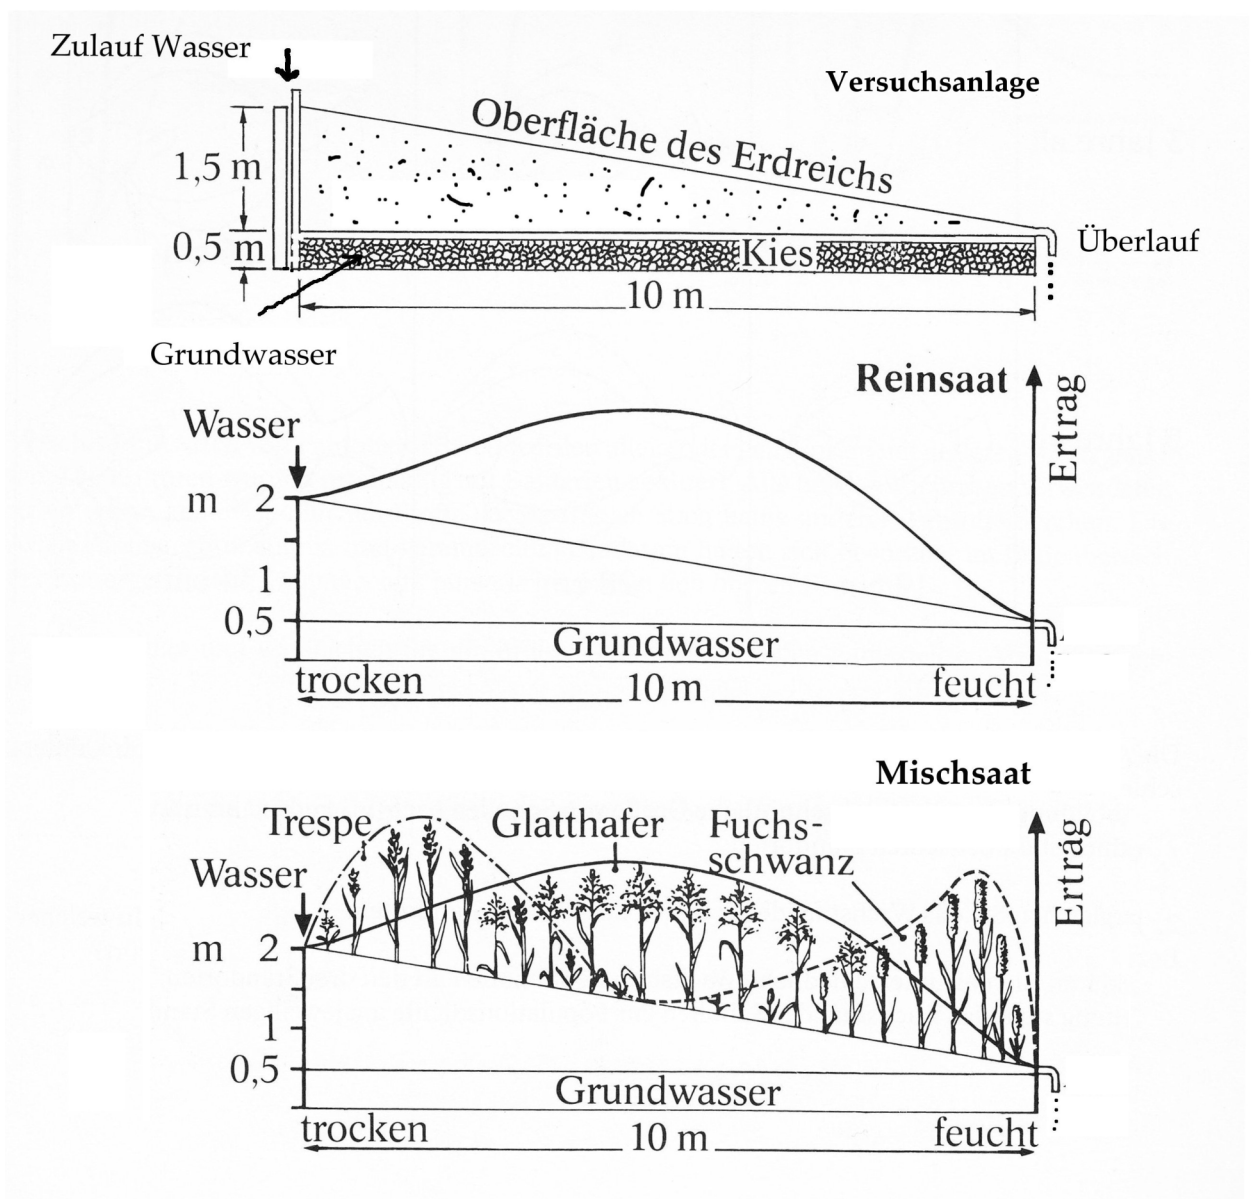 Zulauf Wasser
Versuchsanlage
Oberfläche des Erdreichs
1,5 m
0,5 m
Kies
Überlauf
10 m
Grundwasser
Reinsaat
Ertrag
Wasser
m 2
1
0,5
Grundwasser
trocken
10 m
feucht
Mischsaat
Trespe
Glatthafer
Fuchs-
schwanz
Ertrag
Wasser
m 2
1
0,5
Grundwasser
trocken
10 m
feucht